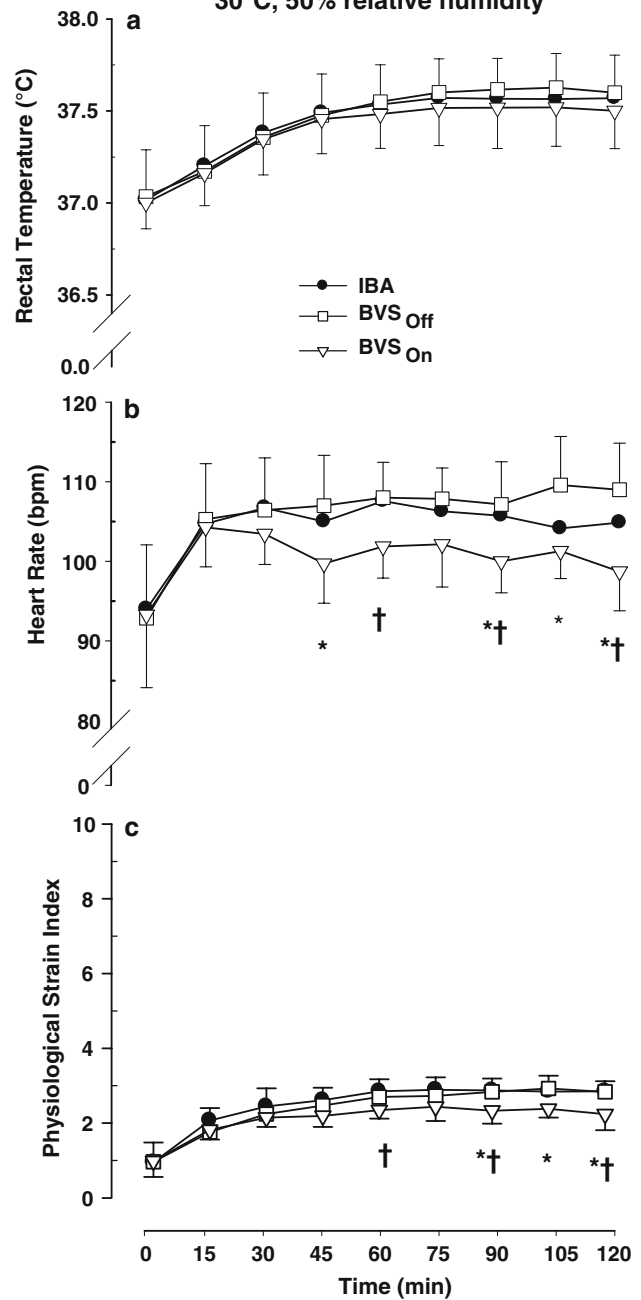 30°C, 50% relative humidity
a
38.0
37.5
37.0
36.5
0.0
Rectal Temperature (°C)
IBA
BVS Off
BVS On
b
120
110
100
90
80
0
Heart Rate (bpm)
* † *† * *†
c
10
8
6
4
2
0
Physiological Strain Index
† *† * *†
0 15 30 45 60 75 90 105 120
Time (min)